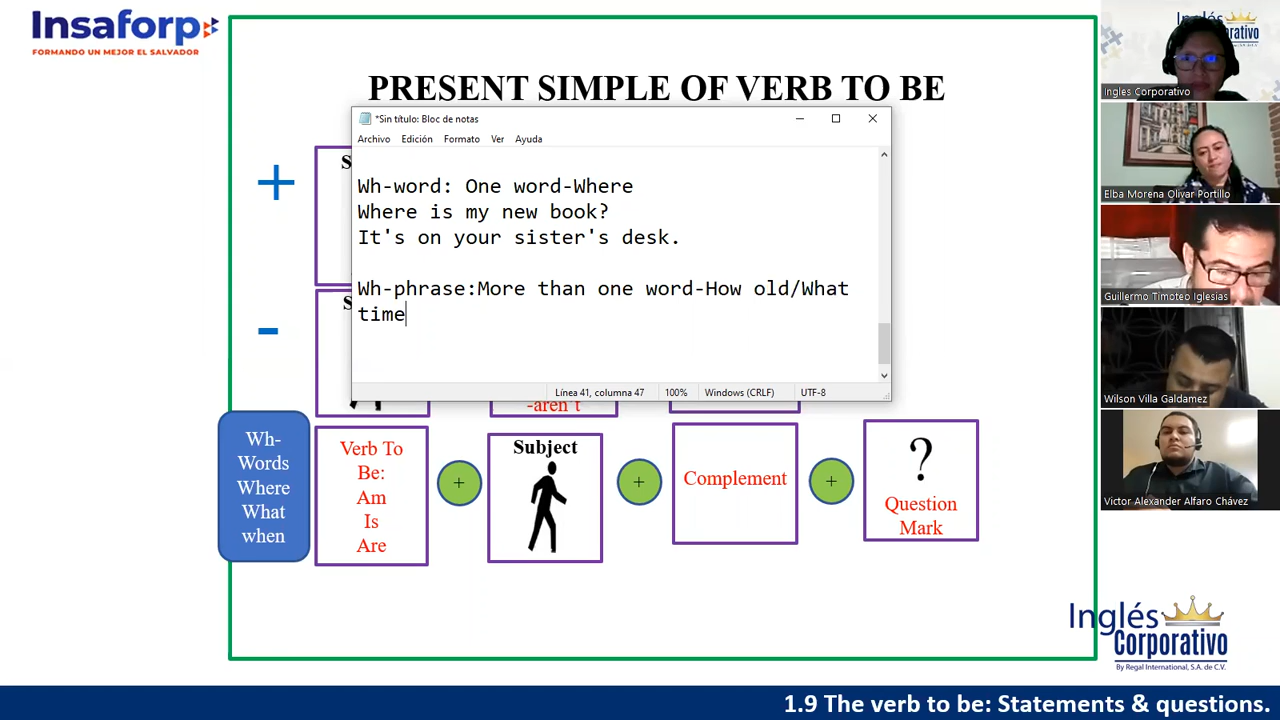 Insaforp
FORMANDO UN MEJOR EL SALVADOR
PRESENT SIMPLE OF VERB TO BE
*Sin título: Bloc de notas
Archivo Edición Formato Ver Ayuda
Wh-word: One word-Where
Where is my new book?
It's on your sister's desk.
Wh-phrase:More than one word-How old/What
time
Línea 41, columna 47 100% Windows (CRLF) UTF-8
+
S
-
S
-aren't
Wh-
Words
Where
What
when
Verb To
Be:
Am
Is
Are
+
Subject
+
Complement
+
?
Question
Mark
Inglés
Corporativo
By Regal International, S.A. de C.V.
1.9 The verb to be: Statements & questions.
Inglés
Ingles Corporativo
Elba Morena Olivar Portillo
Guillermo Timoteo Iglesias
Wilson Villa Galdamez
Victor Alexander Alfaro Chávez